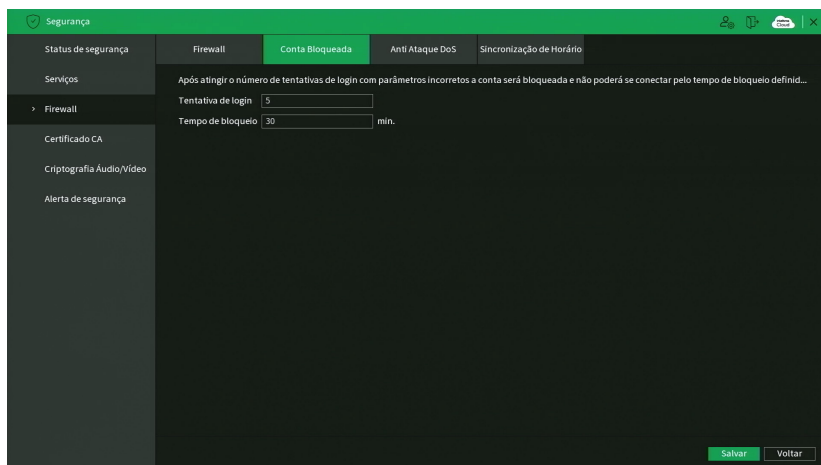 Segurança
Cloud
Status de segurança
Serviços
Firewall
Certificado CA
Criptografia Áudio/Vídeo
Alerta de segurança
Firewall
Conta Bloqueada
Anti Ataque DoS
Sincronização de Horário
Após atingir o número de tentativas de login com parâmetros incorretos a conta será bloqueada e não poderá se conectar pelo tempo de bloqueio definid...
Tentativa de login 5
Tempo de bloqueio 30 min.
Salvar
Voltar